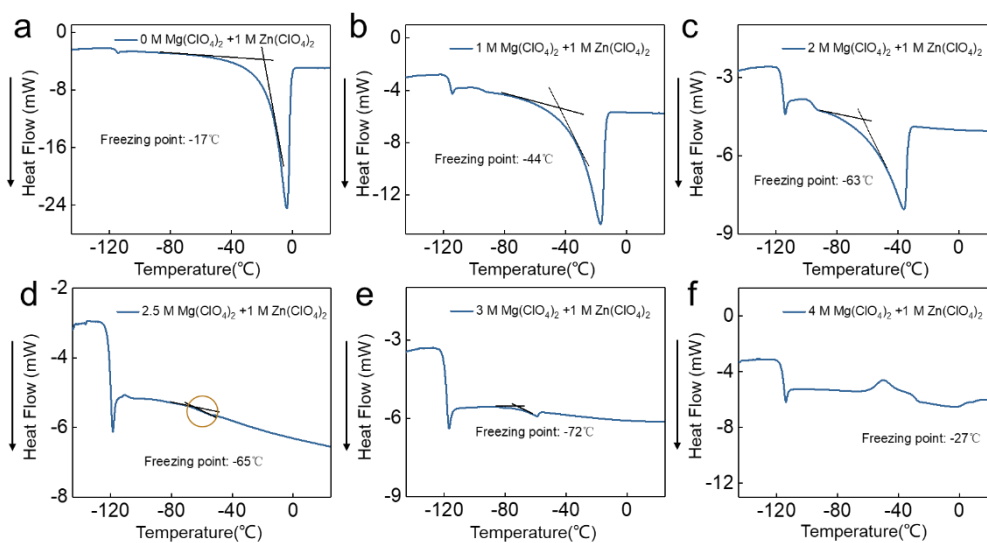 a
0 M Mg(ClO₄)₂ +1 M Zn(ClO₄)₂
Freezing point: -17℃
0
-8
-16
-24
-120 -80 -40 0
Heat Flow (mW)
Temperature(℃)
b
1 M Mg(ClO₄)₂ +1 M Zn(ClO₄)₂
Freezing point: -44℃
0
-4
-8
-12
-120 -80 -40 0
Heat Flow (mW)
Temperature(℃)
c
2 M Mg(ClO₄)₂ +1 M Zn(ClO₄)₂
Freezing point: -63℃
-3
-6
-9
-120 -80 -40 0
Heat Flow (mW)
Temperature(℃)
d
2.5 M Mg(ClO₄)₂ +1 M Zn(ClO₄)₂
Freezing point: -65℃
-2
-4
-6
-8
-120 -80 -40 0
Heat Flow (mW)
Temperature(℃)
e
3 M Mg(ClO₄)₂ +1 M Zn(ClO₄)₂
Freezing point: -72℃
-3
-6
-9
-120 -80 -40 0
Heat Flow (mW)
Temperature(℃)
f
4 M Mg(ClO₄)₂ +1 M Zn(ClO₄)₂
Freezing point: -27℃
0
-4
-8
-12
-120 -80 -40 0
Heat Flow (mW)
Temperature(℃)